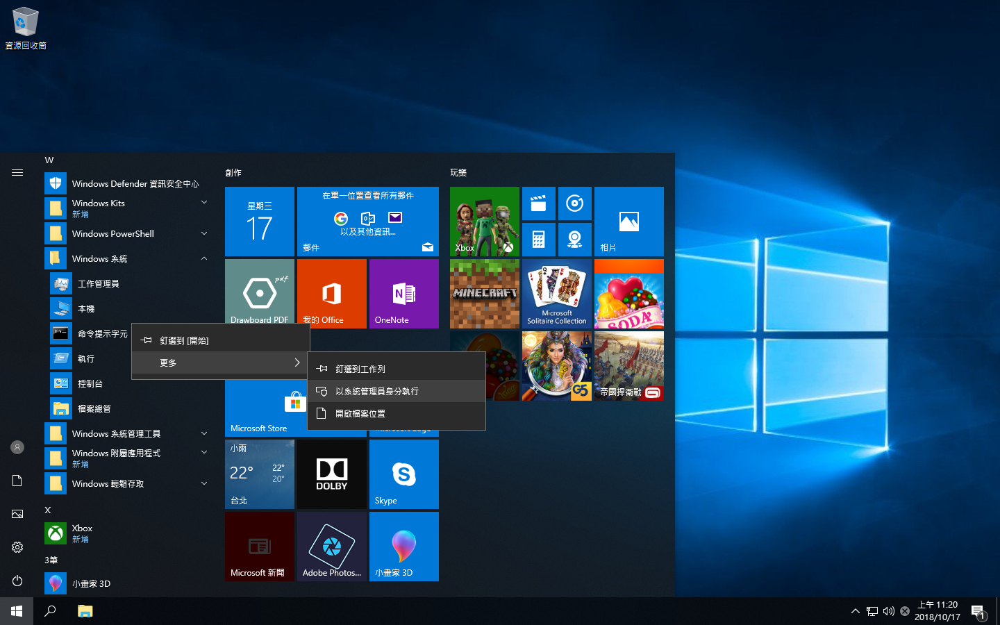 資源回收筒
W
Windows Defender 資訊安全中心
Windows Kits
新增
Windows PowerShell
Windows 系統
工作管理員
本機
命令提示字元
執行
控制台
檔案總管
Windows 系統管理工具
Windows 附屬應用程式
新增
Windows 輕鬆存取
X
Xbox
新增
3筆
小畫家 3D
釘選到 [開始]
更多
釘選到工作列
以系統管理員身分執行
開啟檔案位置
創作
星期三
17
在單一位置查看所有郵件
以及其他資訊...
郵件
pdf
Drawboard PDF
我的 Office
OneNote
Microsoft Store
Microsoft Edge
小雨
22°
22°
20°
台北
DOLBY
Skype
Microsoft 新聞
Adobe Photos...
小畫家 3D
玩樂
Xbox
相片
MINECRAFT
Microsoft
Solitaire Collection
SODA
G5
帝國捍衛戰
上午 11:20
2018/10/17
1